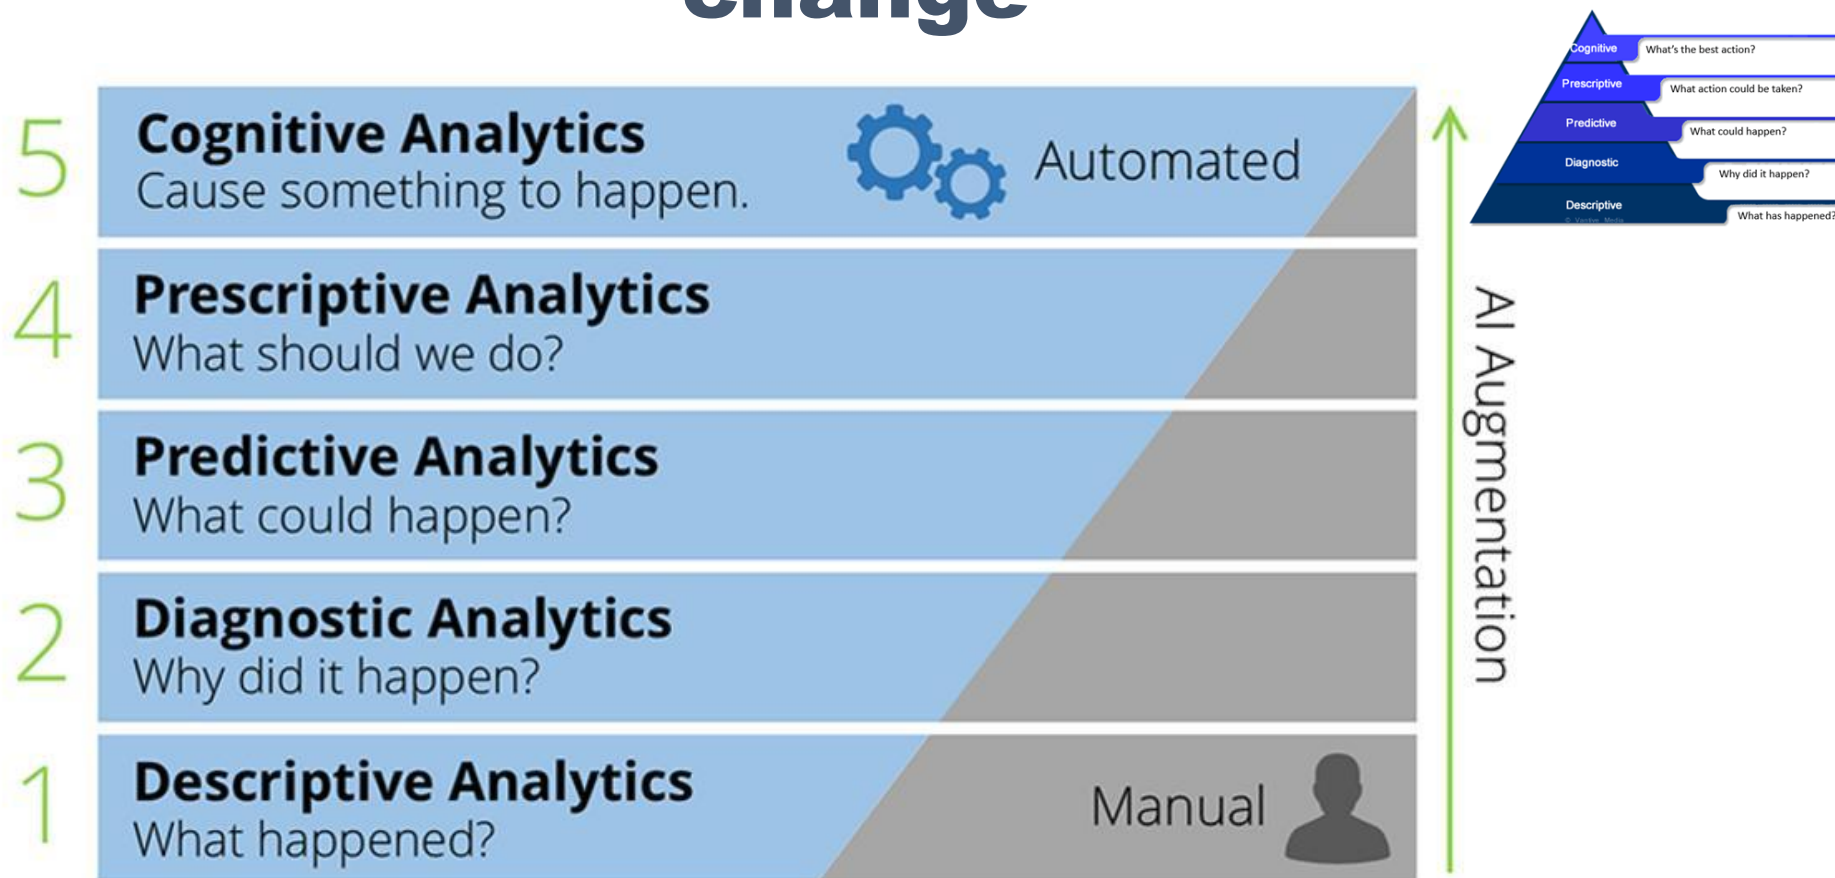 change
5
Cognitive Analytics
Cause something to happen.
Automated
4
Prescriptive Analytics
What should we do?
3
Predictive Analytics
What could happen?
2
Diagnostic Analytics
Why did it happen?
1
Descriptive Analytics
What happened?
Manual
AI Augmentation
Cognitive
What's the best action?
Prescriptive
What action could be taken?
Predictive
What could happen?
Diagnostic
Why did it happen?
Descriptive
What has happened?